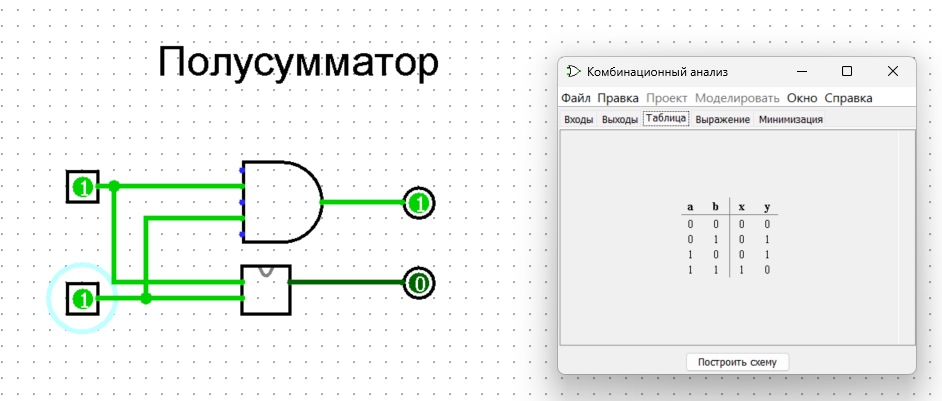 Полусумматор
1
1
1
0
Комбинационный анализ
Файл Правка Проект Моделировать Окно Справка
Входы Выходы Таблица Выражение Минимизация
a b x y
0 0 0 0
0 1 0 1
1 0 0 1
1 1 1 0
Построить схему